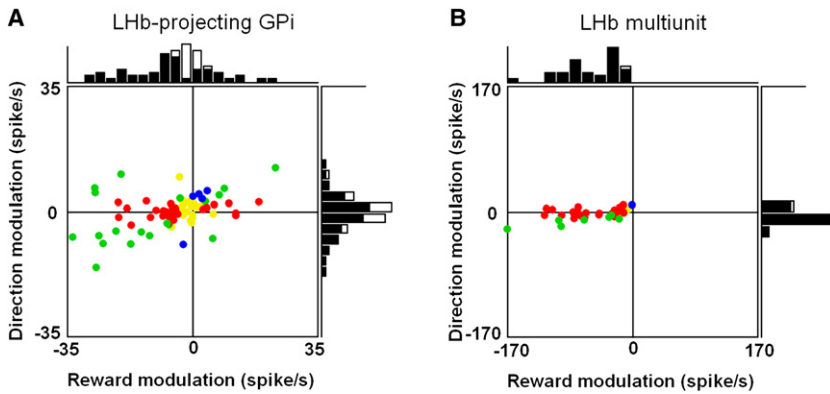 A
LHb-projecting GPi
Direction modulation (spike/s)
35
0
-35
-35
0
35
Reward modulation (spike/s)
B
LHb multiunit
Direction modulation (spike/s)
170
0
-170
-170
0
170
Reward modulation (spike/s)